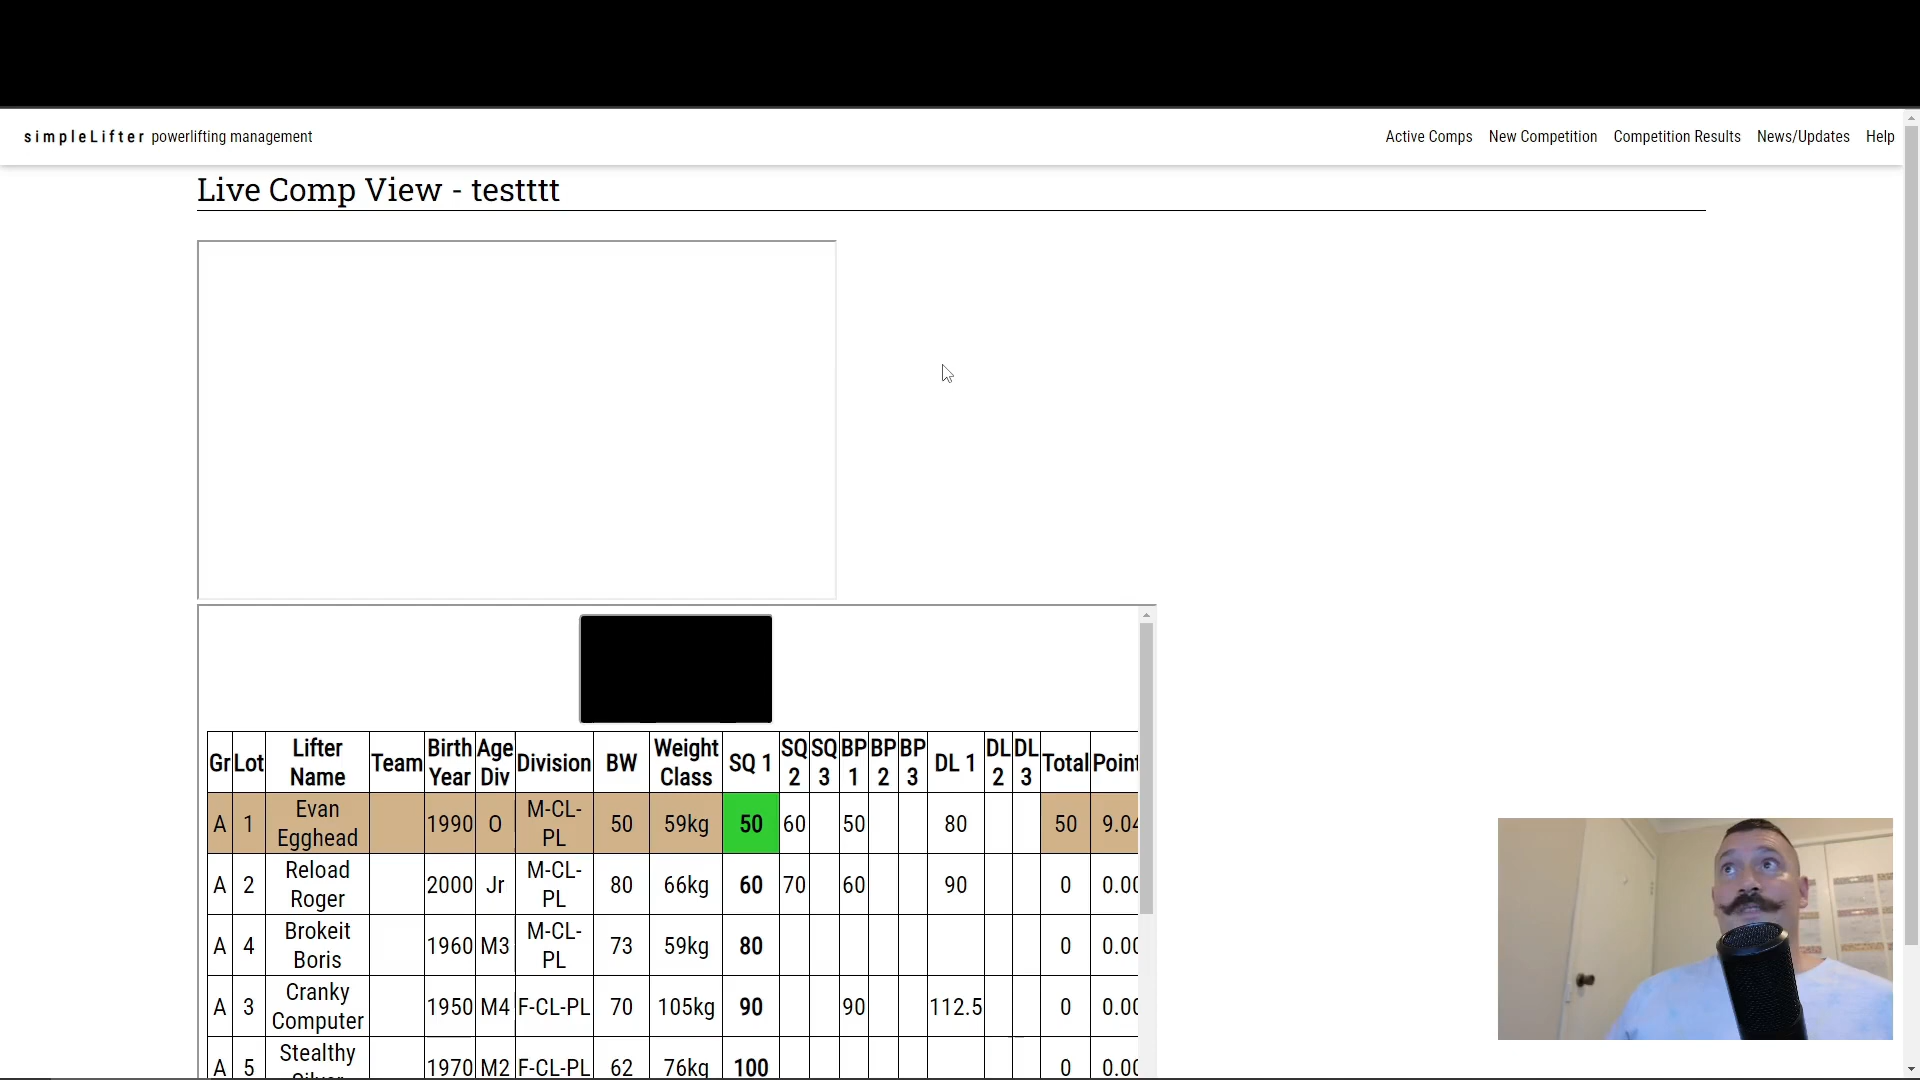 simpleLifter powerlifting management
Active Comps New Competition Competition Results News/Updates Help
Live Comp View - testttt
Gr Lot Lifter Name Team Birth Year Age Div Division BW Weight Class SQ 1 SQ 2 SQ 3 BP 1 BP 2 BP 3 DL 1 DL 2 DL 3 Total Point
A 1 Evan Egghead 1990 O M-CL-PL 50 59kg 50 60 50 80 50 9.04
A 2 Reload Roger 2000 Jr M-CL-PL 80 66kg 60 70 60 90 0 0.00
A 4 Brokeit Boris 1960 M3 M-CL-PL 73 59kg 80 0 0.00
A 3 Cranky Computer 1950 M4 F-CL-PL 70 105kg 90 90 112.5 0 0.00
A 5 Stealthy 1970 M2 F-CL-PL 62 76kg 100 0 0.00